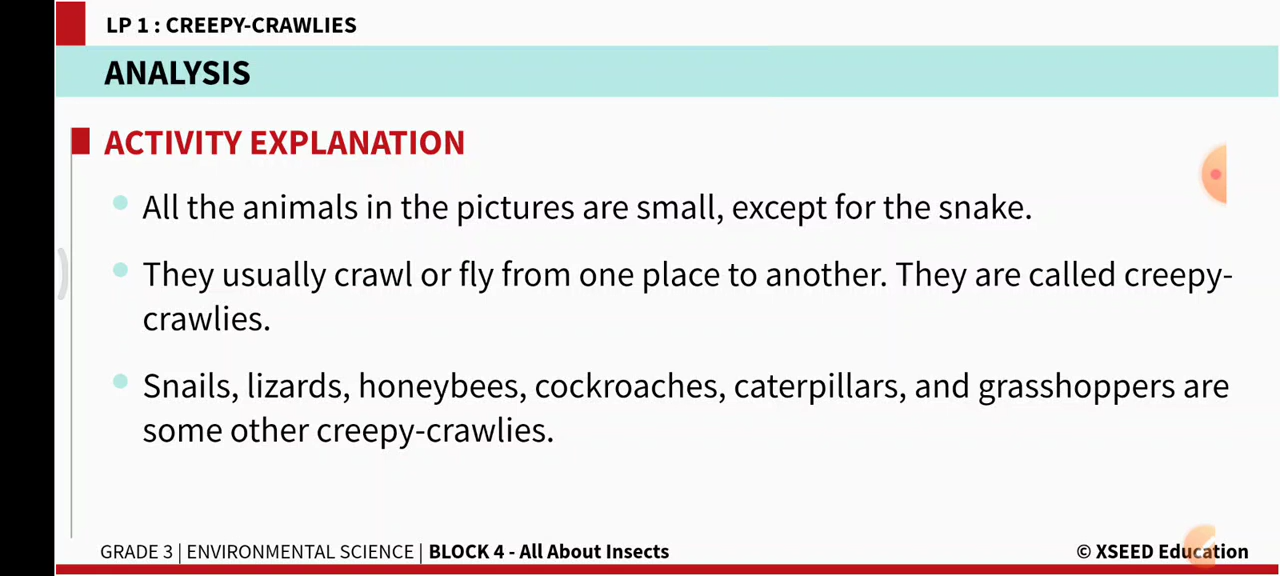 LP 1 : CREEPY-CRAWLIES
ANALYSIS
ACTIVITY EXPLANATION
All the animals in the pictures are small, except for the snake.
They usually crawl or fly from one place to another. They are called creepy-
crawlies.
Snails, lizards, honeybees, cockroaches, caterpillars, and grasshoppers are
some other creepy-crawlies.
GRADE 3 | ENVIRONMENTAL SCIENCE | BLOCK 4 - All About Insects
© XSEED Education